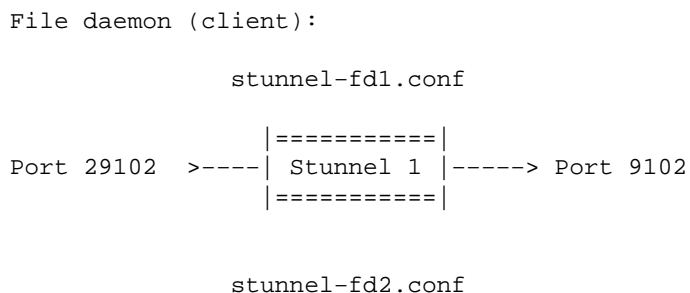 File daemon (client):
stunnel-fd1.conf
|===========|
Port 29102 >----| Stunnel 1 |-----> Port 9102
|===========|
stunnel-fd2.conf